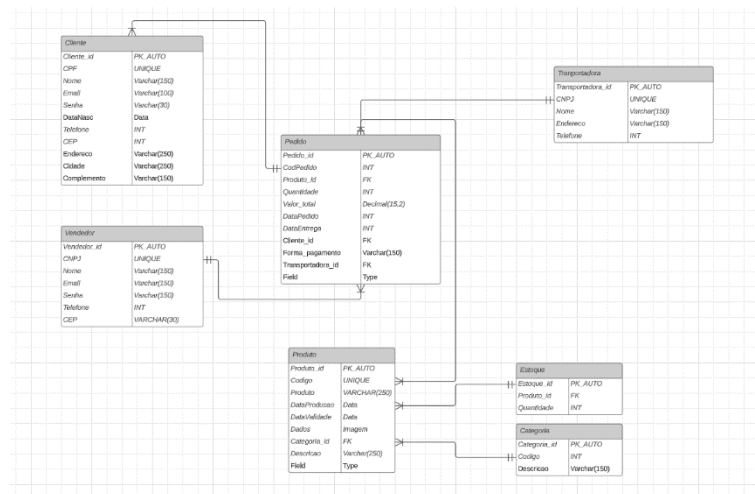 Cliente
Cliente_id PK_AUTO
CPF UNIQUE
Nome Varchar(150)
Email Varchar(100)
Senha Varchar(30)
DataNasc Data
Telefone INT
CEP INT
Endereco Varchar(250)
Cidade Varchar(250)
Complemento Varchar(150)
Tranportadora
Transportadora_id PK_AUTO
CNPJ UNIQUE
Nome Varchar(150)
Endereco Varchar(150)
Telefone INT
Pedido
Pedido_id PK_AUTO
CodPedido INT
Produto_id FK
Quantidade INT
Valor_total Decimal(15,2)
DataPedido INT
DataEntrega INT
Cliente_id FK
Forma_pagamento Varchar(150)
Transportadora_id FK
Field Type
Vendedor
Vendedor_id PK_AUTO
CNPJ UNIQUE
Nome Varchar(150)
Email Varchar(150)
Senha Varchar(150)
Telefone INT
CEP VARCHAR(30)
Produto
Produto_id PK_AUTO
Codigo UNIQUE
Produto VARCHAR(250)
DataProdusao Data
DataValidade Data
Dados Imagem
Categoria_id FK
Descricao Varchar(250)
Field Type
Estoque
Estoque_id PK_AUTO
Produto_id FK
Quantidade INT
Categoria
Categoria_id PK_AUTO
Codigo INT
Descricao Varchar(150)